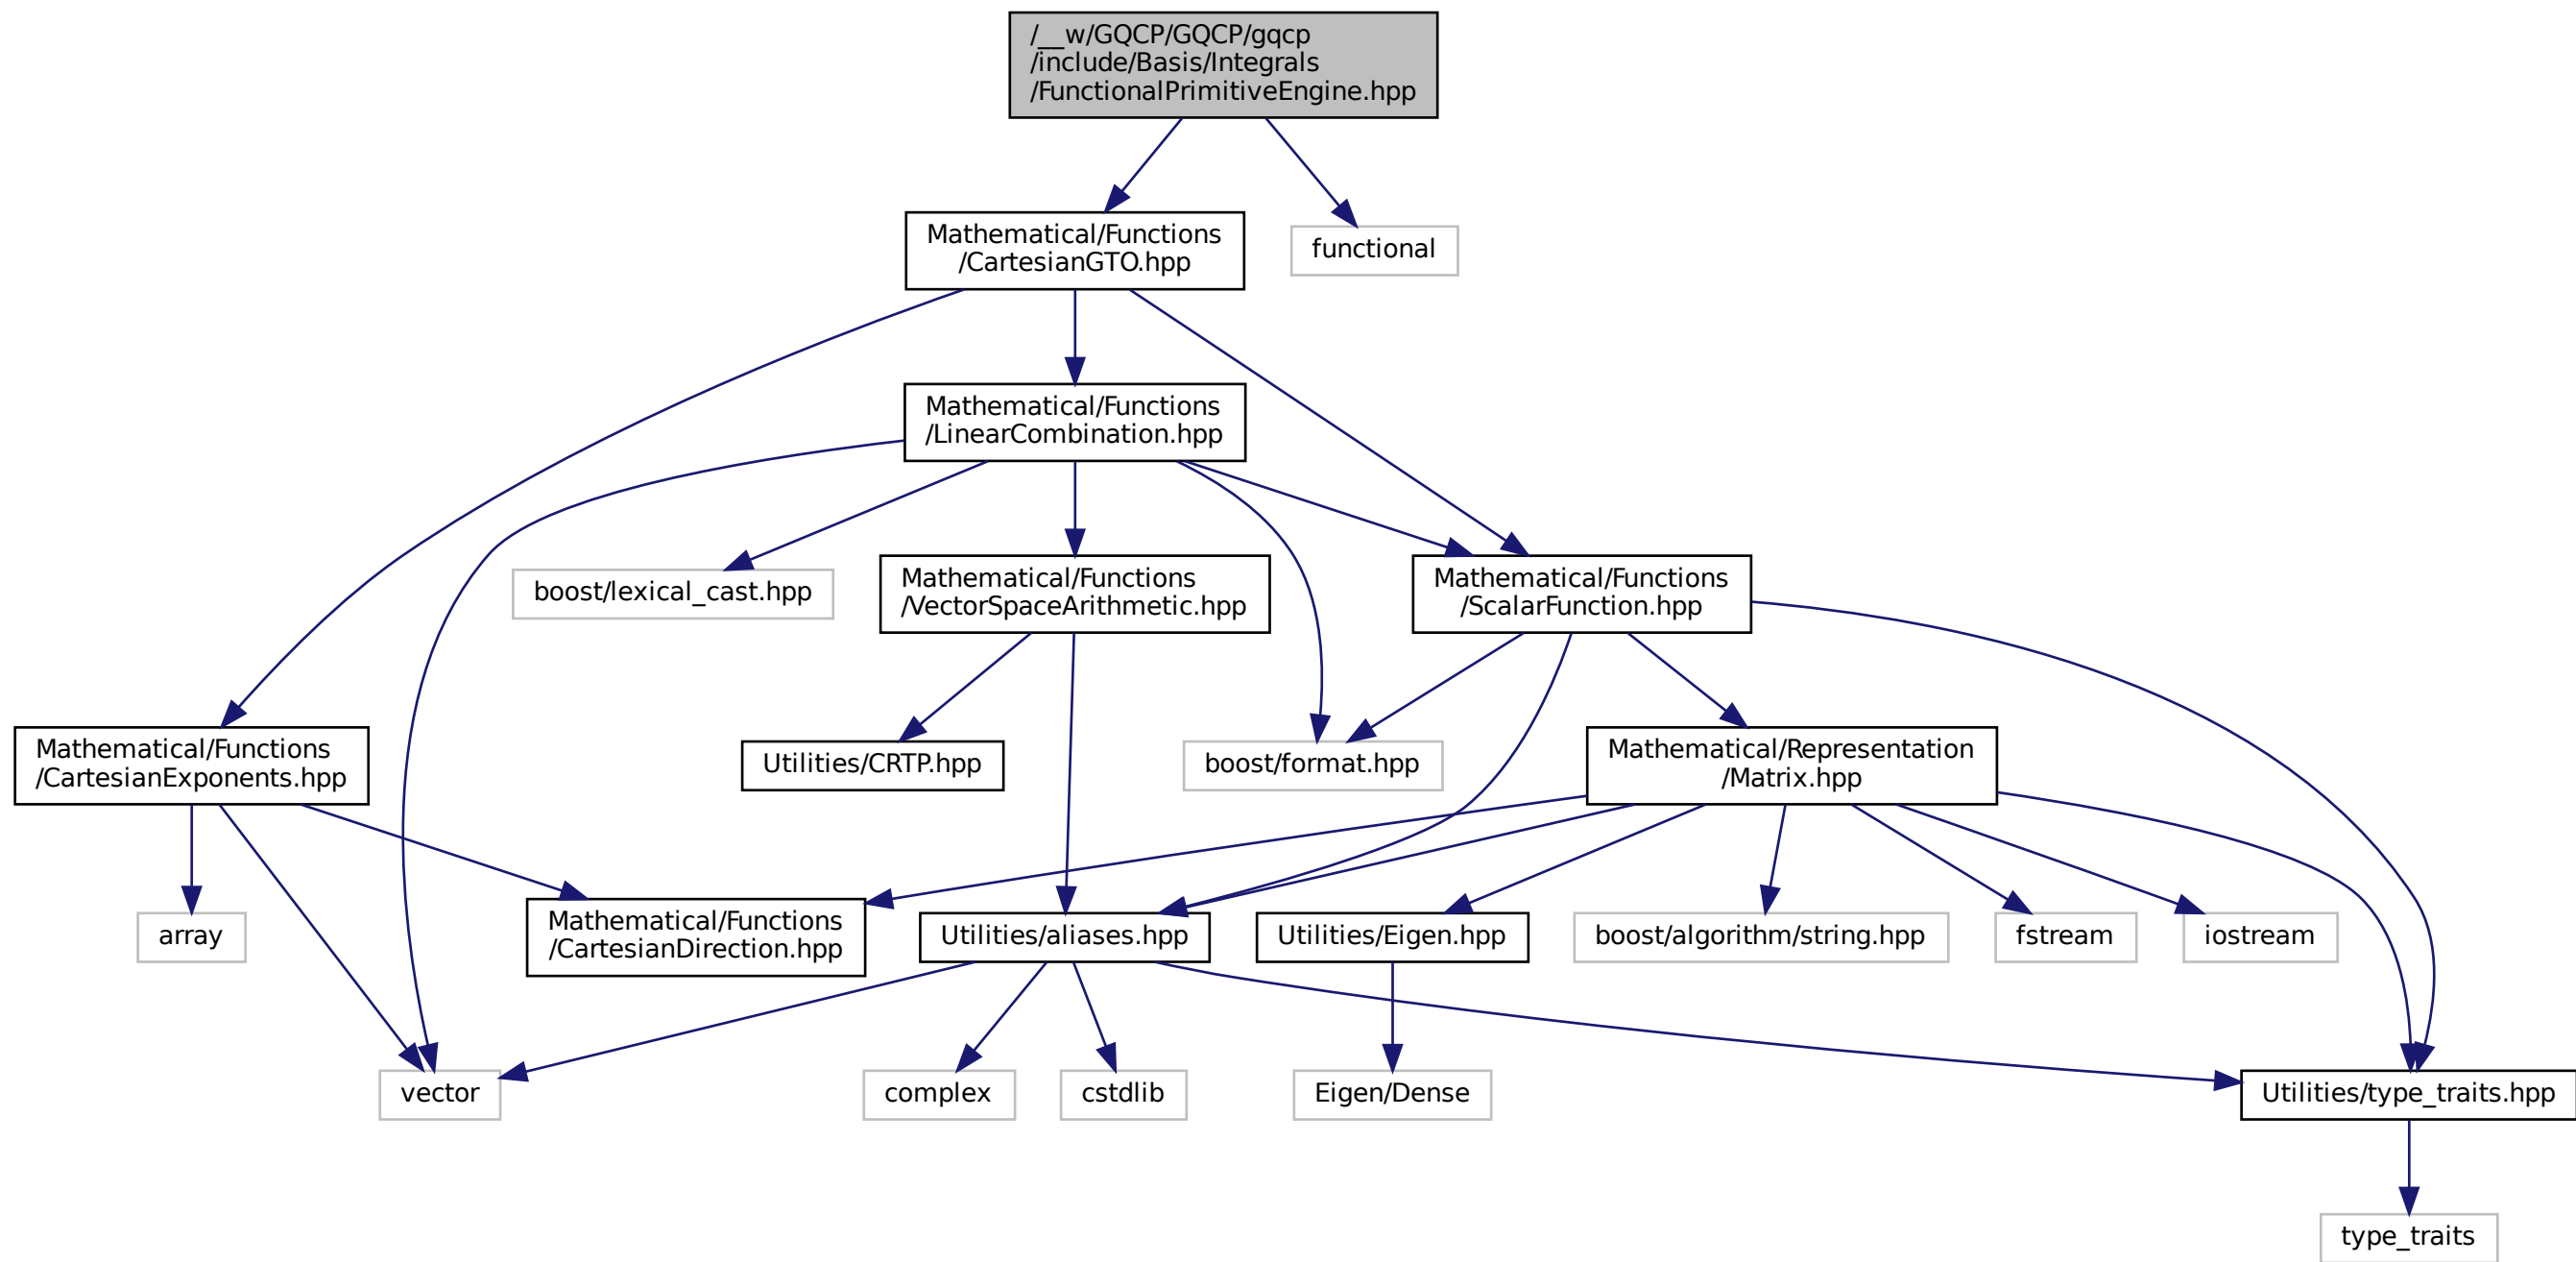 /__w/GQCP/GQCP/gqcp
/include/Basis/Integrals
/FunctionalPrimitiveEngine.hpp
Mathematical/Functions
/CartesianGTO.hpp
functional
Mathematical/Functions
/LinearCombination.hpp
boost/lexical_cast.hpp
Mathematical/Functions
/VectorSpaceArithmetic.hpp
Mathematical/Functions
/ScalarFunction.hpp
Mathematical/Functions
/CartesianExponents.hpp
Utilities/CRTP.hpp
boost/format.hpp
Mathematical/Representation
/Matrix.hpp
array
Mathematical/Functions
/CartesianDirection.hpp
Utilities/aliases.hpp
Utilities/Eigen.hpp
boost/algorithm/string.hpp
fstream
iostream
vector
complex
cstdlib
Eigen/Dense
Utilities/type_traits.hpp
type_traits